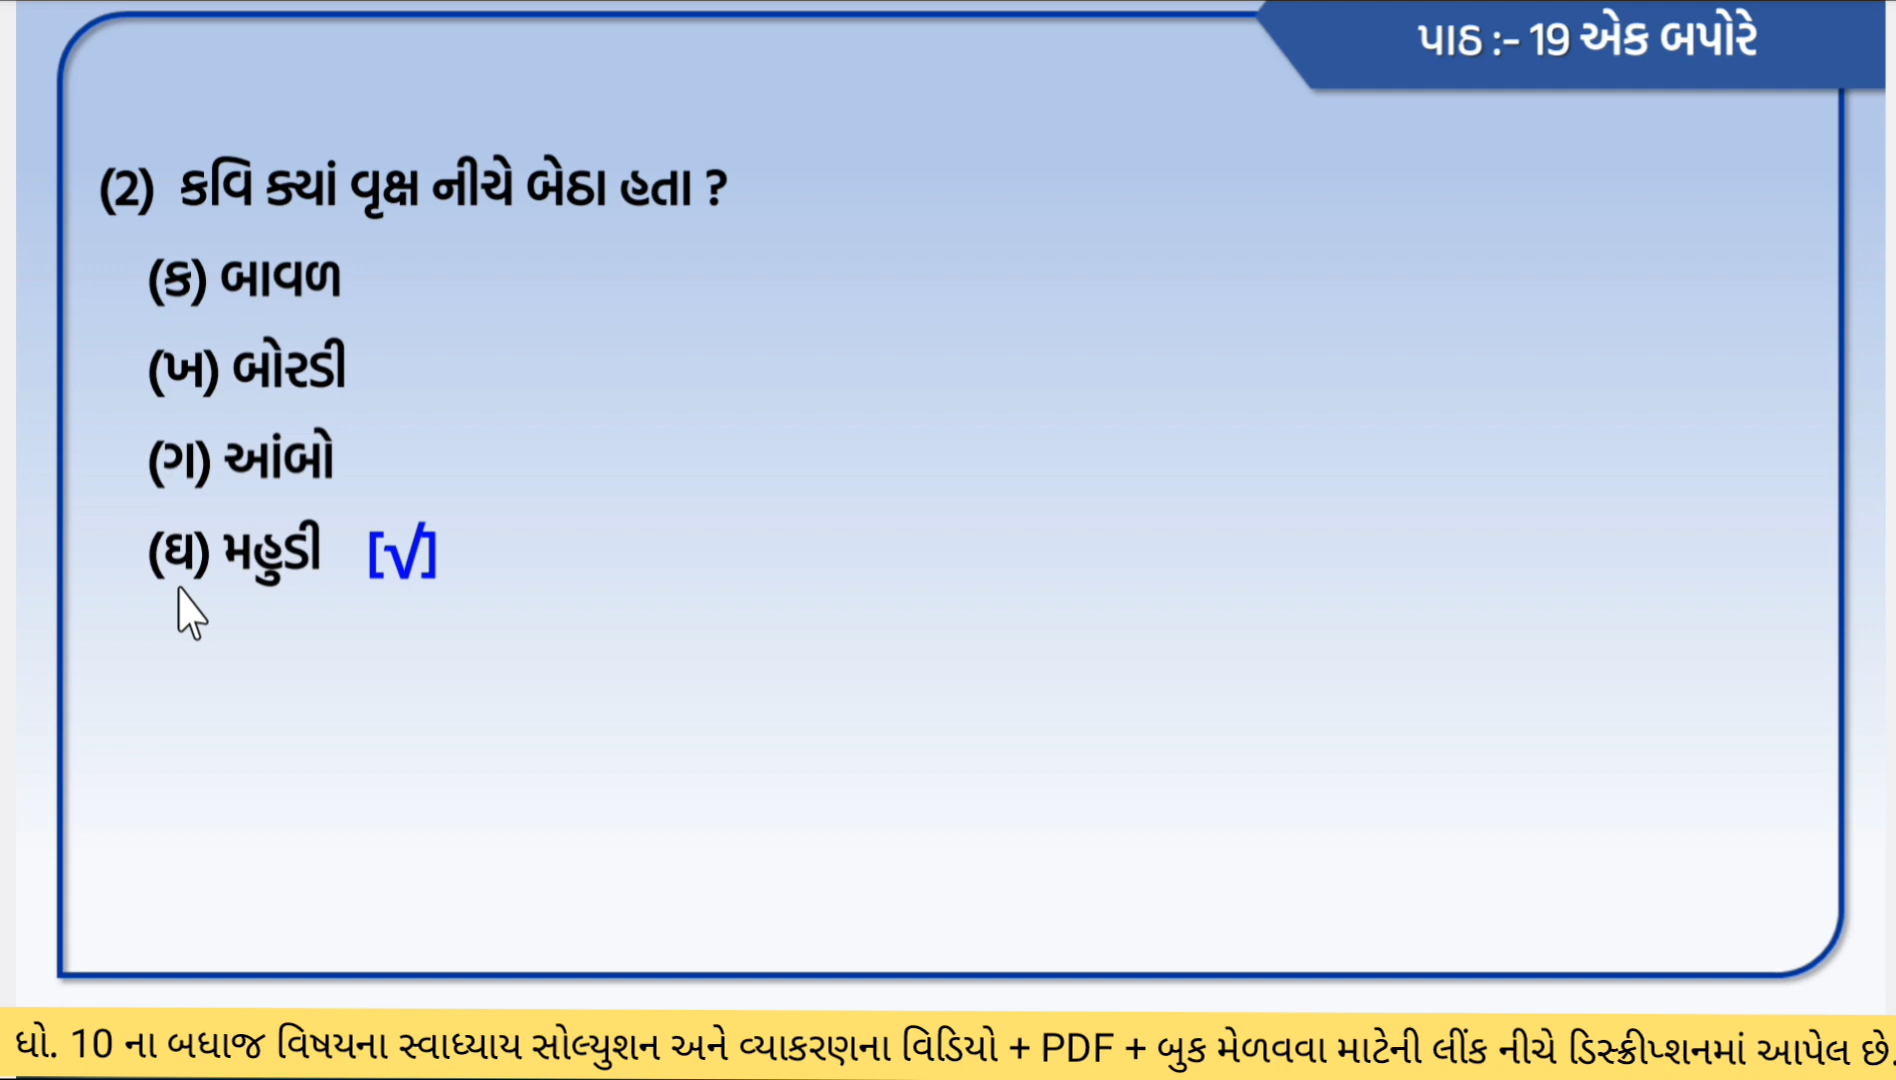 પાઠ :- 19 એક બપોરે
(2) કવિ ક્યાં વૃક્ષ નીચે બેઠા હતા ?
(ક) બાવળ
(ખ) બોરડી
(ગ) આંબો
(ઘ) મહુડી [√]
ધો. 10 ના બધાજ વિષયના સ્વાધ્યાય સોલ્યુશન અને વ્યાકરણના વિડિયો + PDF + બુક મેળવવા માટેની લીંક નીચે ડિસ્ક્રીપ્શનમાં આપેલ છે.